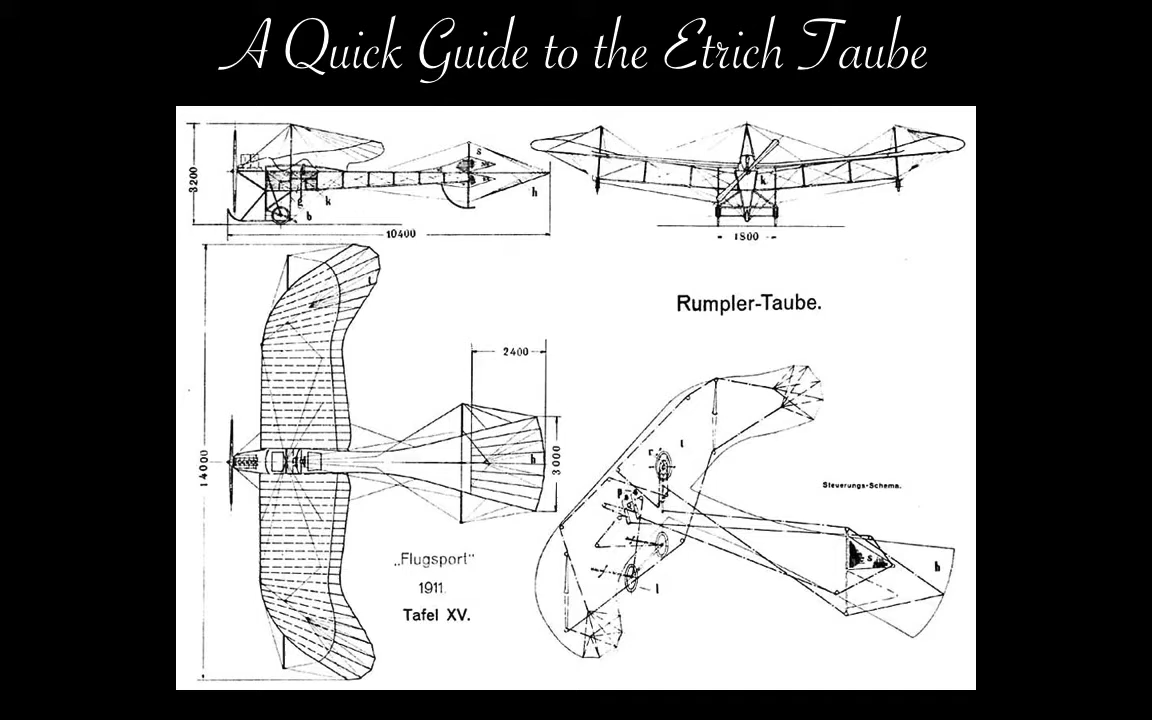 A Quick Guide to the Etrich Taube
3200
s
h
g
k
b
10400
k
1800
Rumpler-Taube.
2400
14000
h
3000
„Flugsport“
1911.
Tafel XV.
l
r
Steuerungs-Schema.
s
h
l